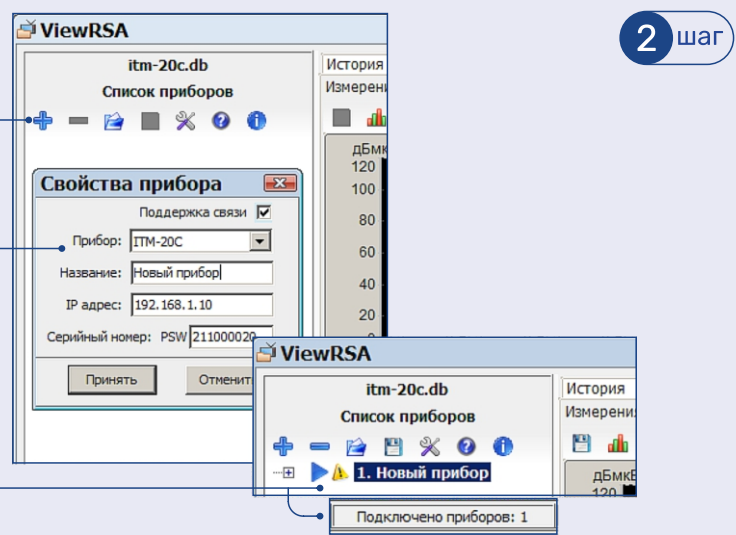 2 шаг
ViewRSA
itm-20c.db
Список приборов
История
Измерени
дБмк
120
100
80
60
40
20
0
Свойства прибора
Поддержка связи
Прибор: ITM-20C
Название: Новый прибор
IP адрес: 192.168.1.10
Серийный номер: PSW 211000020
Принять
Отменит
ViewRSA
itm-20c.db
Список приборов
История
Измерени
1. Новый прибор
дБмкВ
120
Подключено приборов: 1